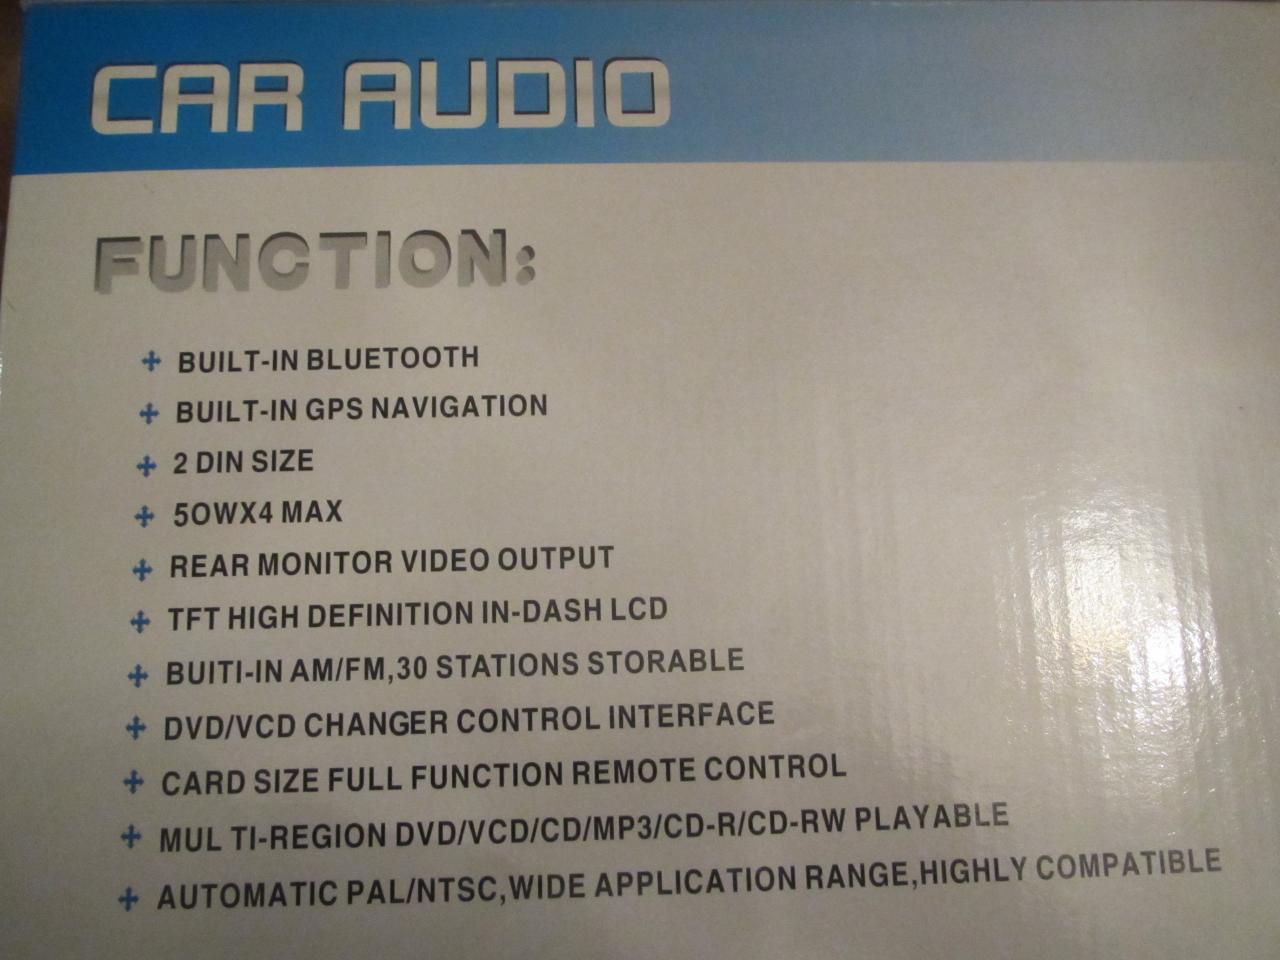 CAR AUDIO
FUNCTION:
BUILT-IN BLUETOOTH
BUILT-IN GPS NAVIGATION
2 DIN SIZE
5OWX4 MAX
REAR MONITOR VIDEO OUTPUT
TFT HIGH DEFINITION IN-DASH LCD
BUITI-IN AM/FM,30 STATIONS STORABLE
DVD/VCD CHANGER CONTROL INTERFACE
CARD SIZE FULL FUNCTION REMOTE CONTROL
MUL TI-REGION DVD/VCD/CD/MP3/CD-R/CD-RW PLAYABLE
AUTOMATIC PAL/NTSC,WIDE APPLICATION RANGE,HIGHLY COMPATIBLE